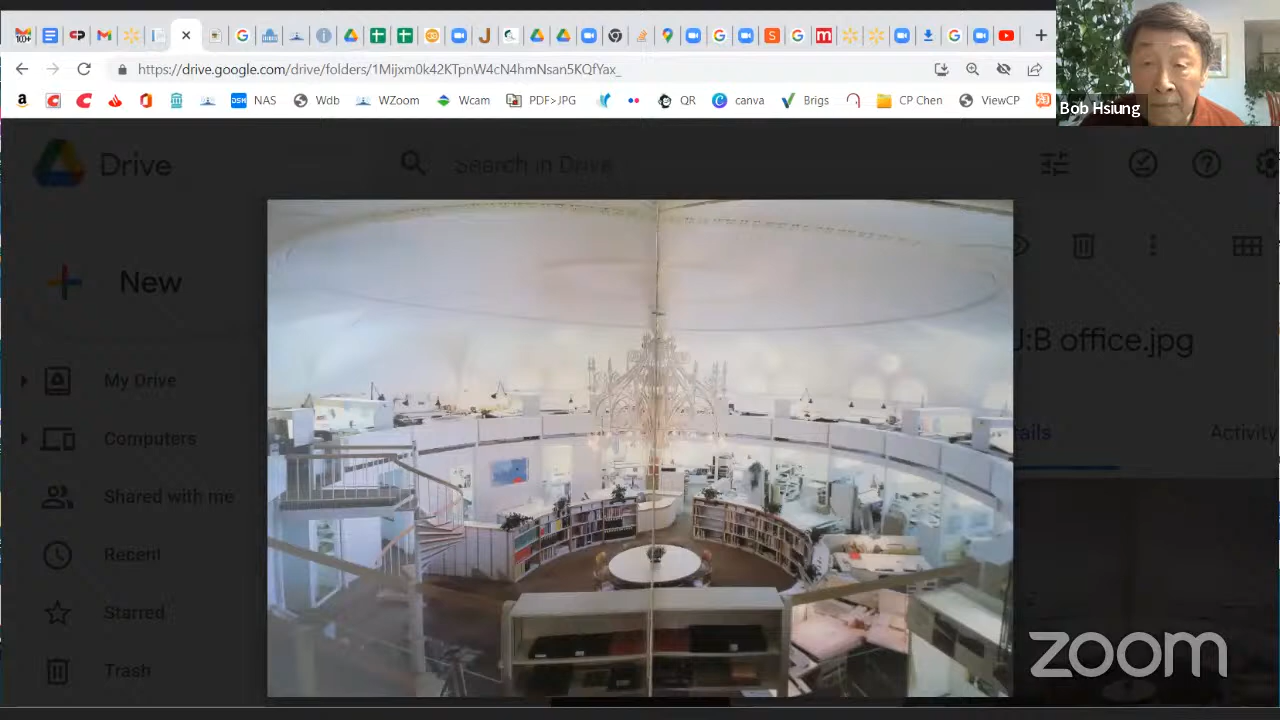 https://drive.google.com/drive/folders/1Mijxm0k42KTpnW4cN4hmNsan5KQfYax_
NAS Wdb WZoom Wcam PDF>JPG QR canva Brigs CP Chen ViewCP
Bob Hsiung
Drive
Search in Drive
New
J:B office.jpg
My Drive
Computers
Activity
Shared with me
Recent
Starred
Trash
zoom